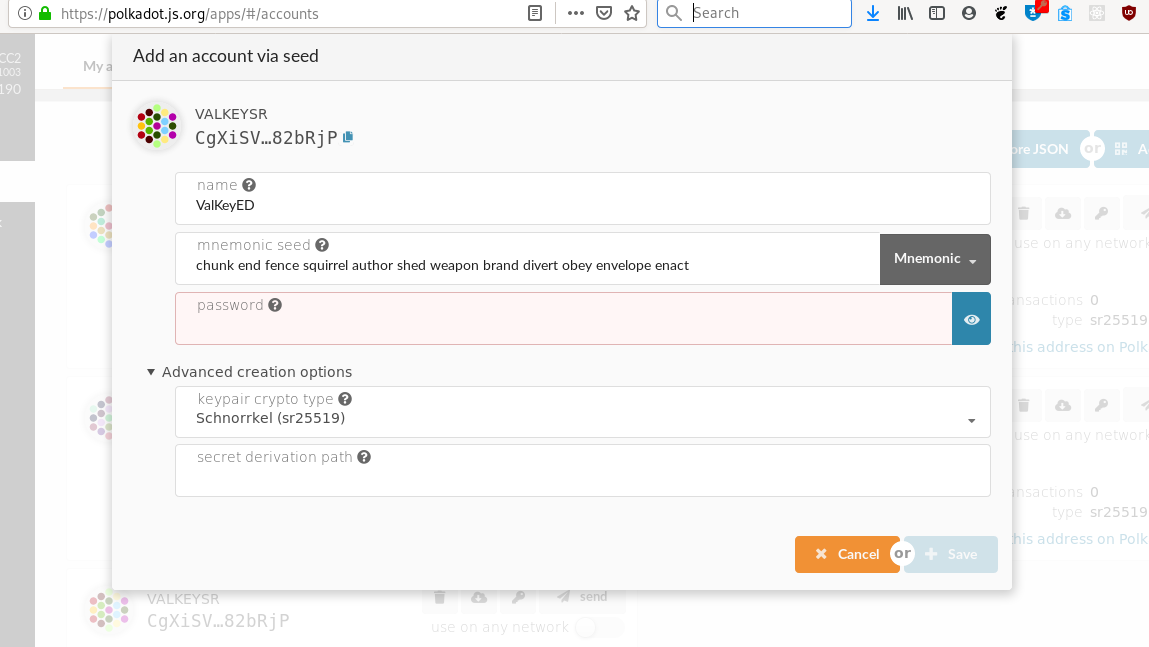 https://polkadot.js.org/apps/#/accounts
Search
CC2
1003
190
My a
Add an account via seed
VALKEYSR
CgXiSV…82bRjP
ore JSON
or
A
name
ValKeyED
mnemonic seed
chunk end fence squirrel author shed weapon brand divert obey envelope enact
Mnemonic
use on any network
password
nsactions 0
type sr25519
this address on Polk
Advanced creation options
keypair crypto type
Schnorrkel (sr25519)
use on any network
secret derivation path
nsactions 0
type sr25519
this address on Polk
Cancel
or
Save
VALKEYSR
CgXiSV…82bRjP
send
use on any network